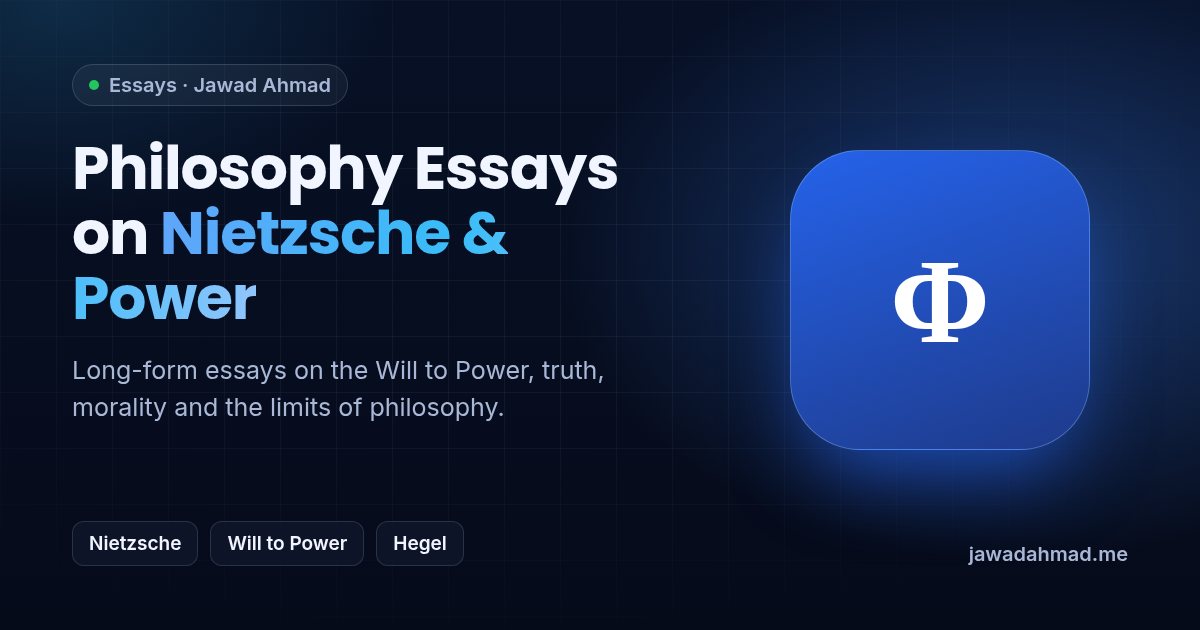 Essays · Jawad Ahmad
Philosophy Essays
on Nietzsche &
Power
Long-form essays on the Will to Power, truth,
morality and the limits of philosophy.
Φ
Nietzsche
Will to Power
Hegel
jawadahmad.me